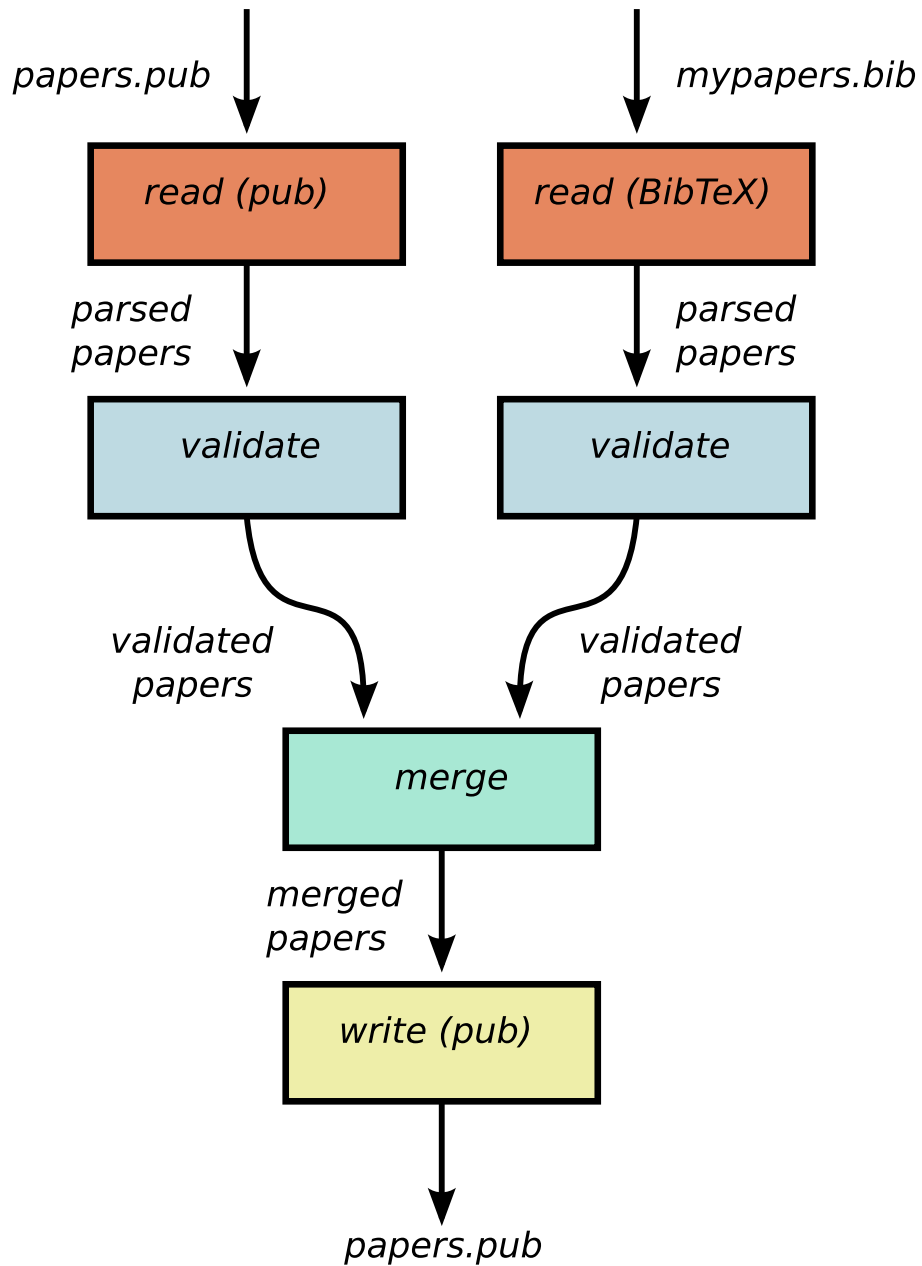 papers.pub
mypapers.bib
read (pub)
read (BibTeX)
parsed
papers
parsed
papers
validate
validate
validated
papers
validated
papers
merge
merged
papers
write (pub)
papers.pub